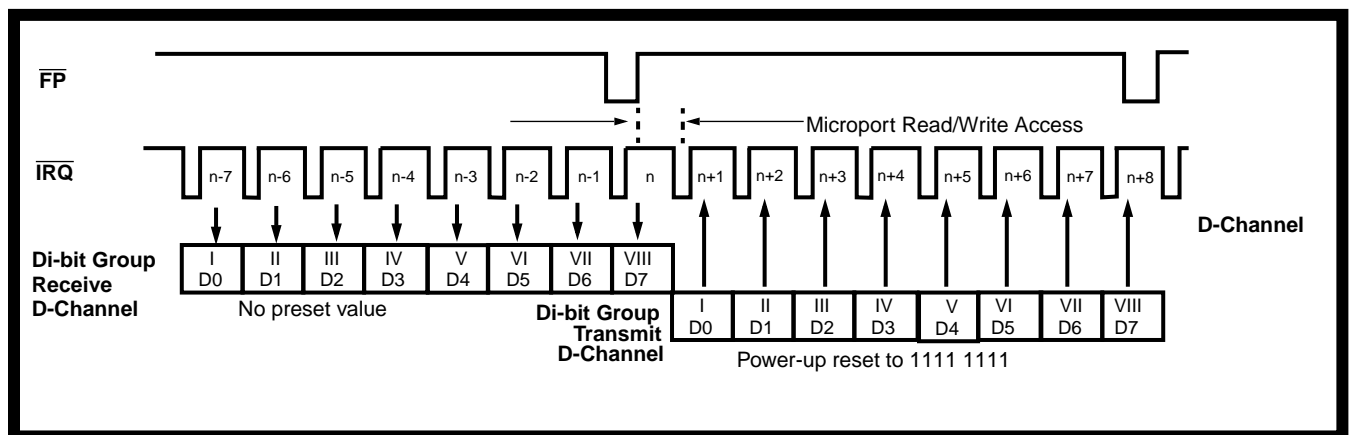 FP
Microport Read/Write Access
IRQ
n-7 n-6 n-5 n-4 n-3 n-2 n-1 n n+1 n+2 n+3 n+4 n+5 n+6 n+7 n+8
D-Channel
Di-bit Group
Receive
D-Channel
I II III IV V VI VII VIII
D0 D1 D2 D3 D4 D5 D6 D7
No preset value
Di-bit Group
Transmit
D-Channel
I II III IV V VI VII VIII
D0 D1 D2 D3 D4 D5 D6 D7
Power-up reset to 1111 1111